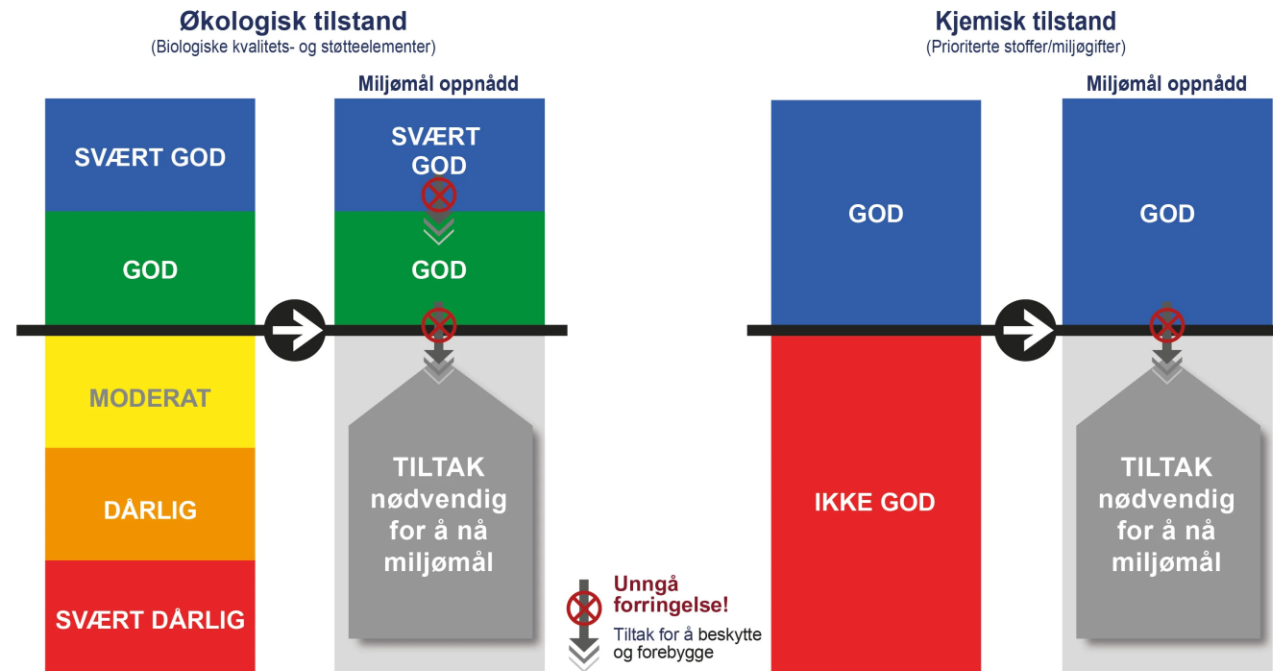 Økologisk tilstand
(Biologiske kvalitets- og støtteelementer)
Miljømål oppnådd
SVÆRT GOD
GOD
MODERAT
DÅRLIG
SVÆRT DÅRLIG
SVÆRT
GOD
GOD
TILTAK
nødvendig
for å nå
miljømål
Unngå
forringelse!
Tiltak for å beskytte
og forebygge
Kjemisk tilstand
(Prioriterte stoffer/miljøgifter)
Miljømål oppnådd
GOD
IKKE GOD
GOD
TILTAK
nødvendig
for å nå
miljømål